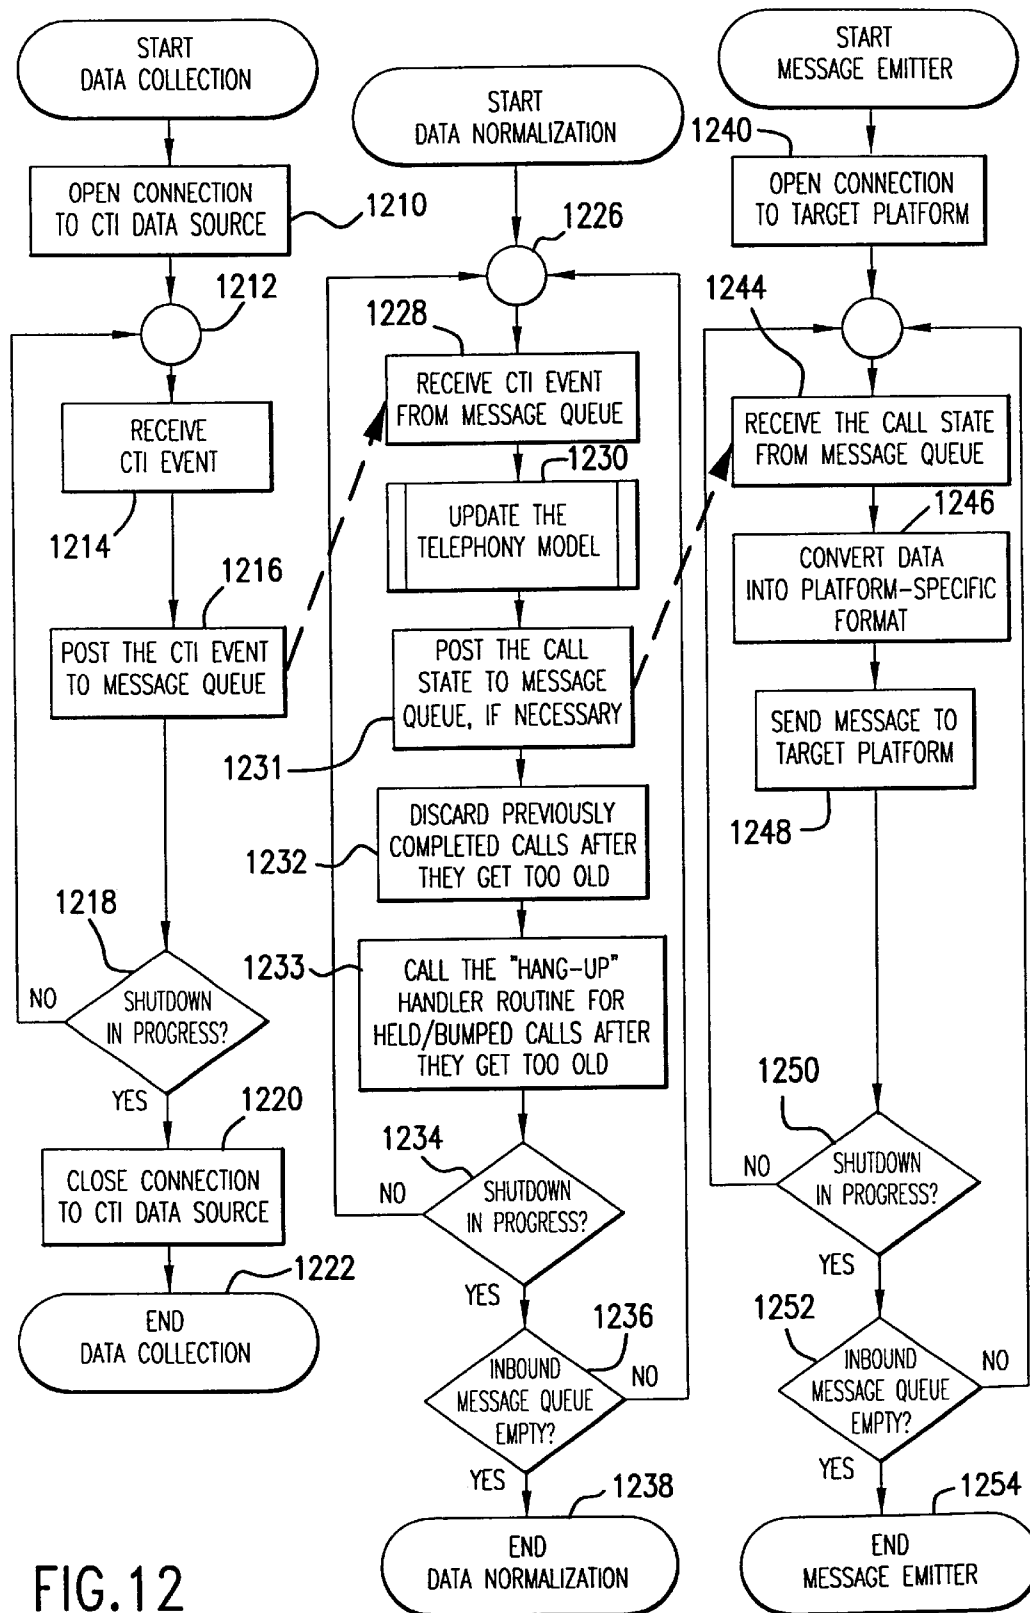 START
DATA COLLECTION
OPEN CONNECTION
TO CTI DATA SOURCE
1210
1212
RECEIVE
CTI EVENT
1214
1216
POST THE CTI EVENT
TO MESSAGE QUEUE
1218
SHUTDOWN
IN PROGRESS?
NO
YES
1220
CLOSE CONNECTION
TO CTI DATA SOURCE
1222
END
DATA COLLECTION
START
DATA NORMALIZATION
1226
1228
RECEIVE CTI EVENT
FROM MESSAGE QUEUE
1230
UPDATE THE
TELEPHONY MODEL
POST THE CALL
STATE TO MESSAGE
QUEUE, IF NECESSARY
1231
DISCARD PREVIOUSLY
COMPLETED CALLS AFTER
THEY GET TOO OLD
1232
1233
CALL THE "HANG-UP"
HANDLER ROUTINE FOR
HELD/BUMPED CALLS AFTER
THEY GET TOO OLD
1234
SHUTDOWN
IN PROGRESS?
NO
YES
1236
INBOUND
MESSAGE QUEUE
EMPTY?
NO
YES
1238
END
DATA NORMALIZATION
START
MESSAGE EMITTER
1240
OPEN CONNECTION
TO TARGET PLATFORM
1244
RECEIVE THE CALL STATE
FROM MESSAGE QUEUE
1246
CONVERT DATA
INTO PLATFORM-SPECIFIC
FORMAT
SEND MESSAGE TO
TARGET PLATFORM
1248
1250
SHUTDOWN
IN PROGRESS?
NO
YES
1252
INBOUND
MESSAGE QUEUE
EMPTY?
NO
YES
1254
END
MESSAGE EMITTER
FIG.12